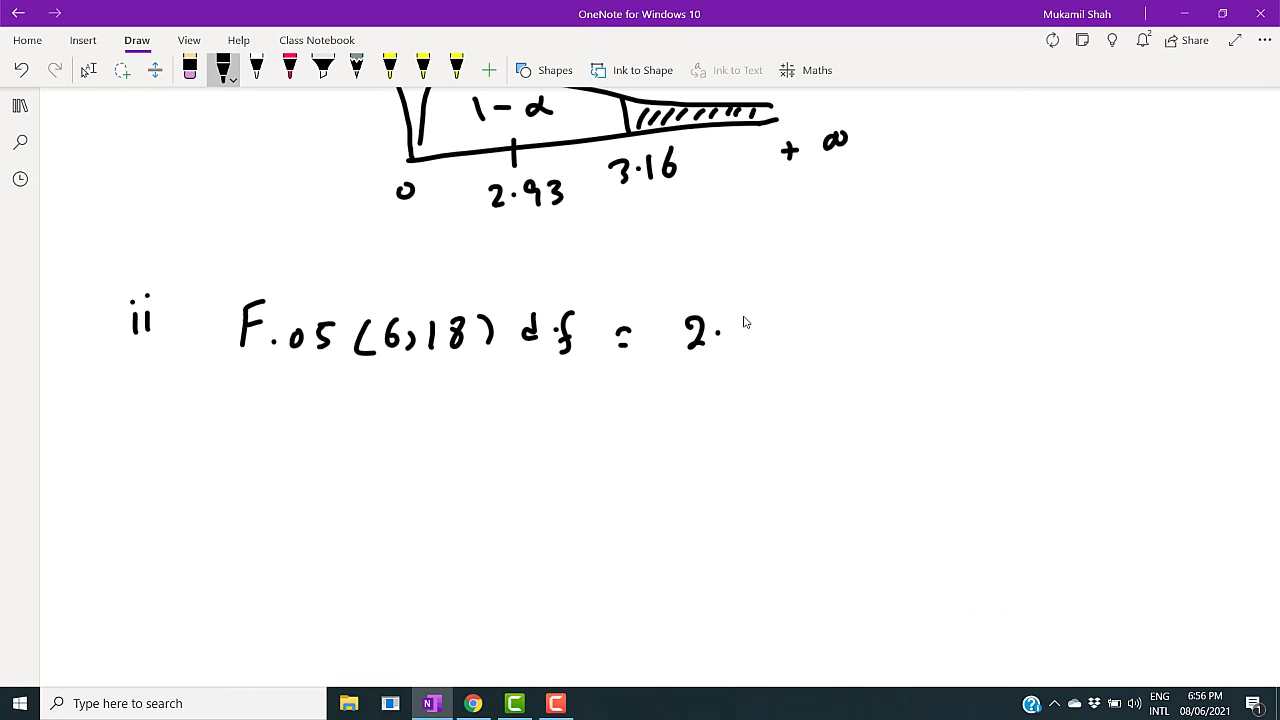 OneNote for Windows 10
Mukamil Shah
Home Insert Draw View Help Class Notebook
Share
Shapes Ink to Shape Ink to Text Maths
1 - α
0 2.93 3.16 + ∞
ii F.05 (6,18) d.f = 2.
Type here to search
N
ENG
INTL
6:56 PM
08/06/2021